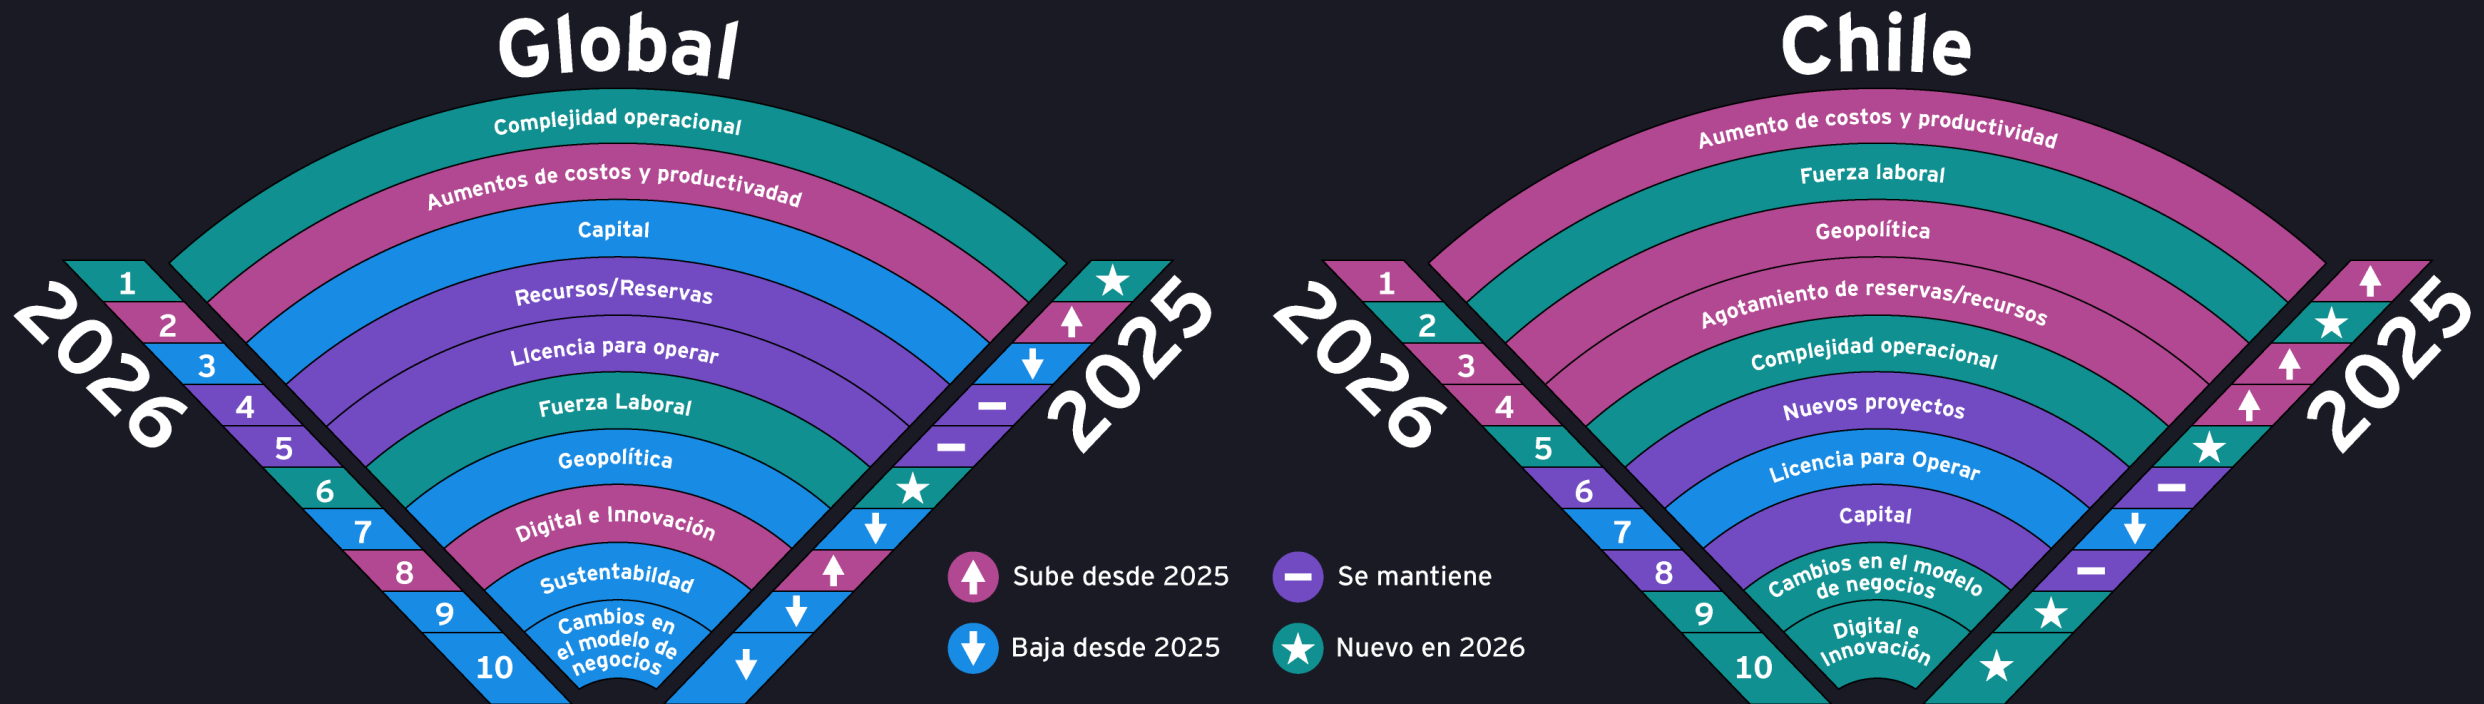 Global
Complejidad operacional
Aumentos de costos y productivadad
Capital
Recursos/Reservas
LIcencia para operar
Fuerza Laboral
Geopolítica
Digital e Innovación
Sustentabildad
Cambios en
el modelo de
negocios
2026
1
2
3
4
5
6
7
8
9
10
2025
Chile
Aumento de costos y productividad
Fuerza laboral
Geopolítica
Agotamiento de reservas/recursos
Complejidad operacional
Nuevos proyectos
Licencia para Operar
Capital
Cambios en el modelo
de negocios
Digital e
Innovación
2026
1
2
3
4
5
6
7
8
9
10
2025
Sube desde 2025
Se mantiene
Baja desde 2025
Nuevo en 2026